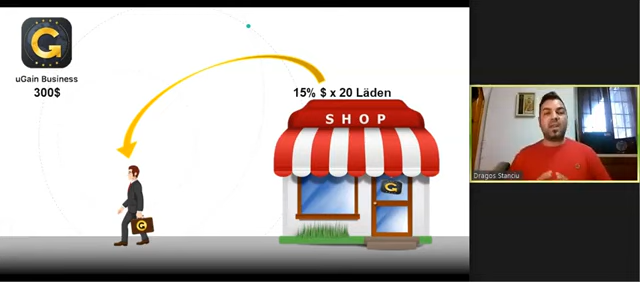 G
uGain Business
300$
15% $ x 20 Läden
SHOP
G
G
Dragos Stanciu